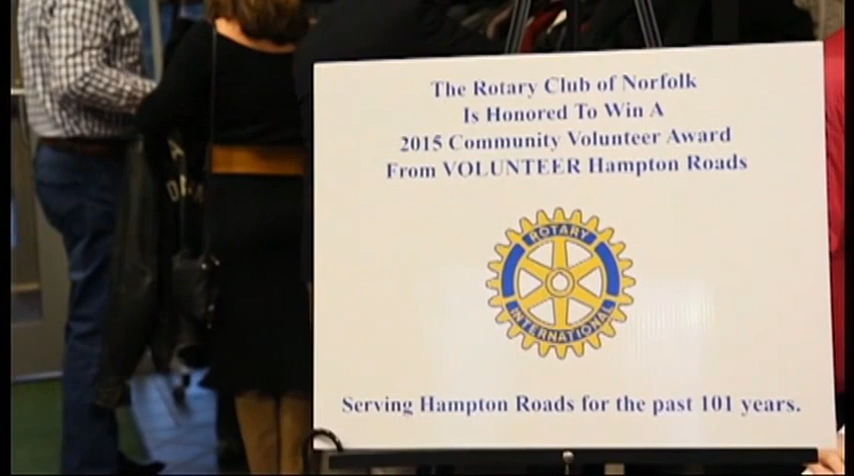 The Rotary Club of Norfolk
Is Honored To Win A
2015 Community Volunteer Award
From VOLUNTEER Hampton Roads
ROTARY
INTERNATIONAL
Serving Hampton Roads for the past 101 years.